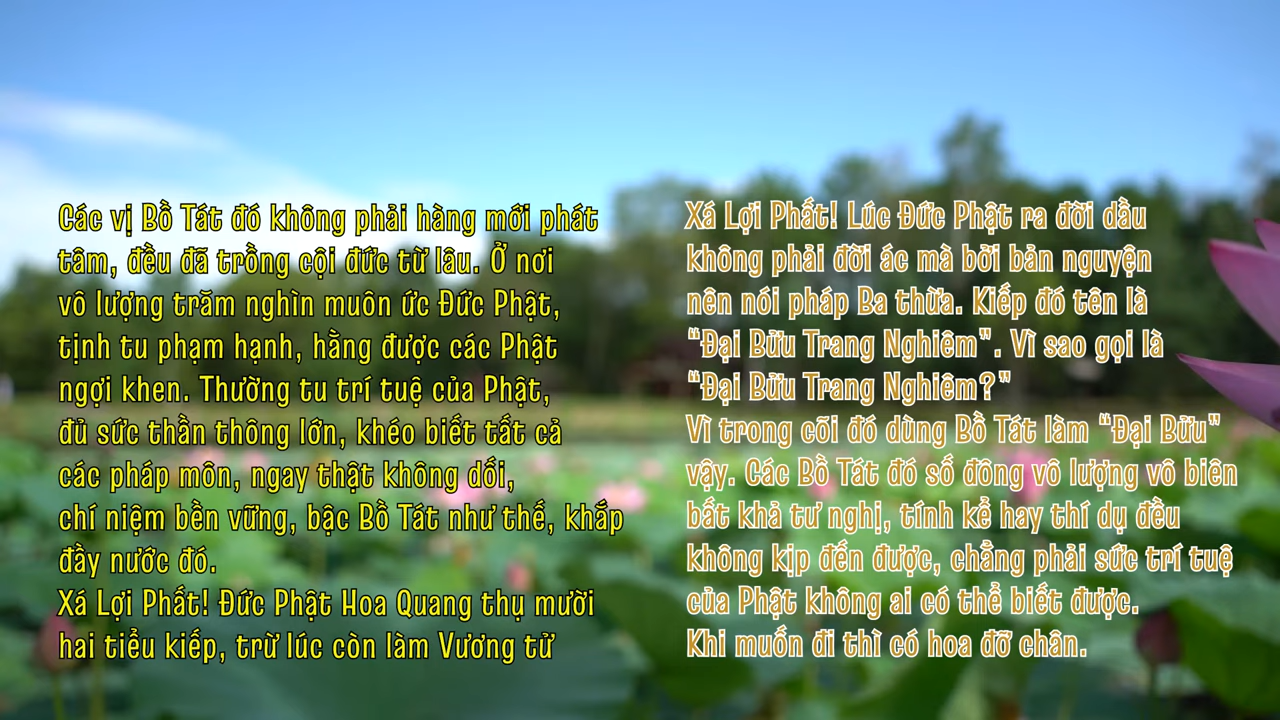 Các vị Bồ Tát đó không phải hàng mới phát
tâm, đều đã trồng cội đức từ lâu. Ở nơi
vô lượng trăm nghìn muôn ức Đức Phật,
tịnh tu phạm hạnh, hằng được các Phật
ngợi khen. Thường tu trí tuệ của Phật,
đủ sức thần thông lớn, khéo biết tất cả
các pháp môn, ngay thật không dối,
chí niệm bền vững, bậc Bồ Tát như thế, khắp
đầy nước đó.
Xá Lợi Phất! Đức Phật Hoa Quang thụ mười
hai tiểu kiếp, trừ lúc còn làm Vương tử
Xá Lợi Phất! Lúc Đức Phật ra đời dầu
không phải đời ác mà bởi bản nguyện
nên nói pháp Ba thừa. Kiếp đó tên là
“Đại Bửu Trang Nghiêm”. Vì sao gọi là
“Đại Bửu Trang Nghiêm?”
Vì trong cõi đó dùng Bồ Tát làm “Đại Bửu”
vậy. Các Bồ Tát đó số đông vô lượng vô biên
bất khả tư nghị, tính kể hay thí dụ đều
không kịp đến được, chẳng phải sức trí tuệ
của Phật không ai có thể biết được.
Khi muốn đi thì có hoa đỡ chân.